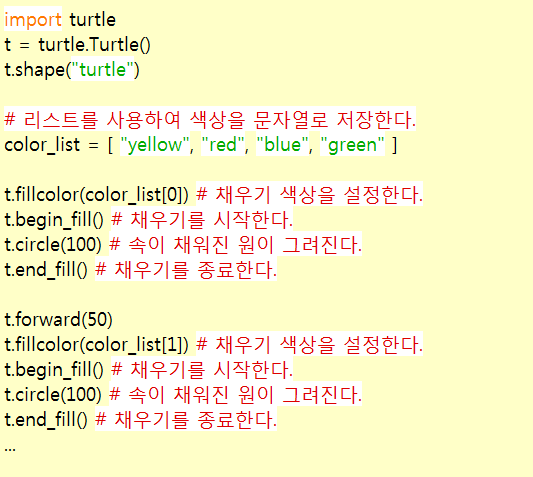 import turtle
t = turtle.Turtle()
t.shape("turtle")
# 리스트를 사용하여 색상을 문자열로 저장한다.
color_list = [ "yellow", "red", "blue", "green" ]
t.fillcolor(color_list[0]) # 채우기 색상을 설정한다.
t.begin_fill() # 채우기를 시작한다.
t.circle(100) # 속이 채워진 원이 그려진다.
t.end_fill() # 채우기를 종료한다.
t.forward(50)
t.fillcolor(color_list[1]) # 채우기 색상을 설정한다.
t.begin_fill() # 채우기를 시작한다.
t.circle(100) # 속이 채워진 원이 그려진다.
t.end_fill() # 채우기를 종료한다.
...